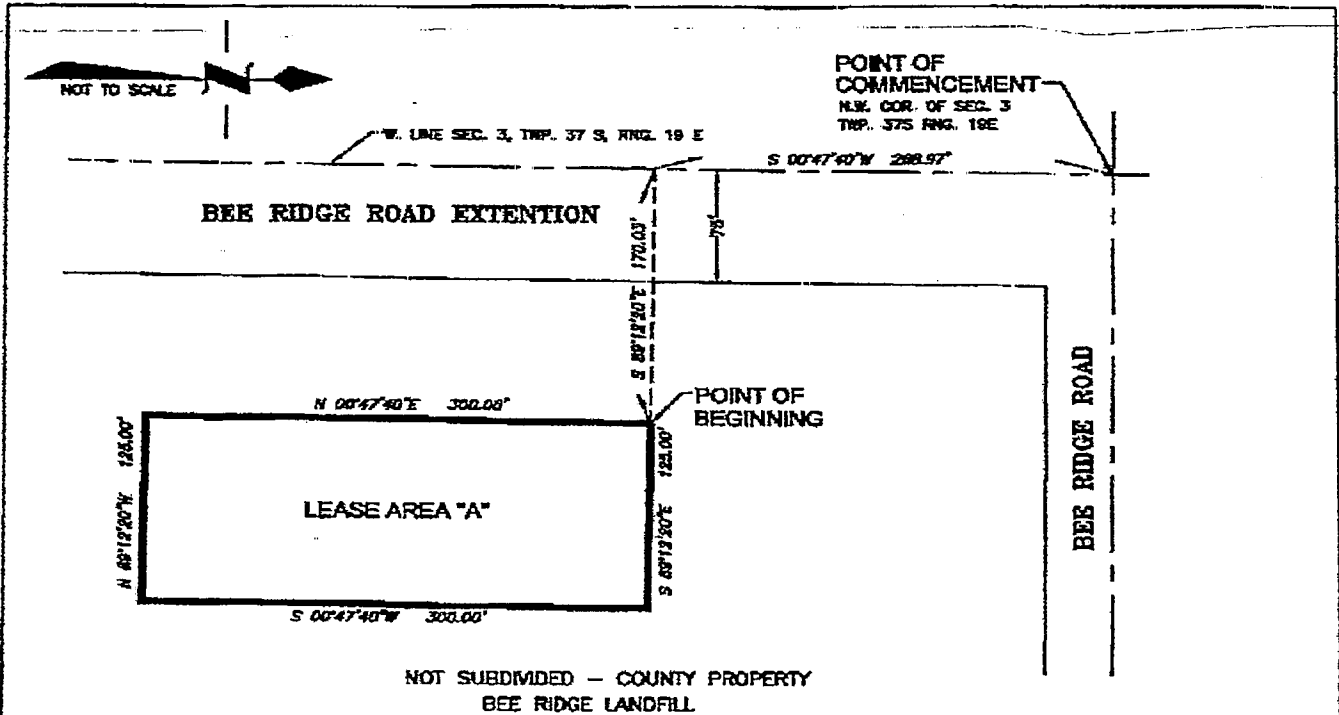 NOT TO SCALE
N
POINT OF
COMMENCEMENT
N.W. COR. OF SEC. 3
TWP. 37S RNG. 19E
W. LINE SEC. 3, TWP. 37 S, RNG. 19 E
S 00°47'40"W 288.97'
BEE RIDGE ROAD EXTENTION
S 89°12'20"E 170.03'
75'
POINT OF
BEGINNING
BEE RIDGE ROAD
N 00°47'40"E 300.00'
N 89°12'20"W 125.00'
LEASE AREA "A"
S 89°12'20"E 125.00'
S 00°47'40"W 300.00'
NOT SUBDIVIDED – COUNTY PROPERTY
BEE RIDGE LANDFILL